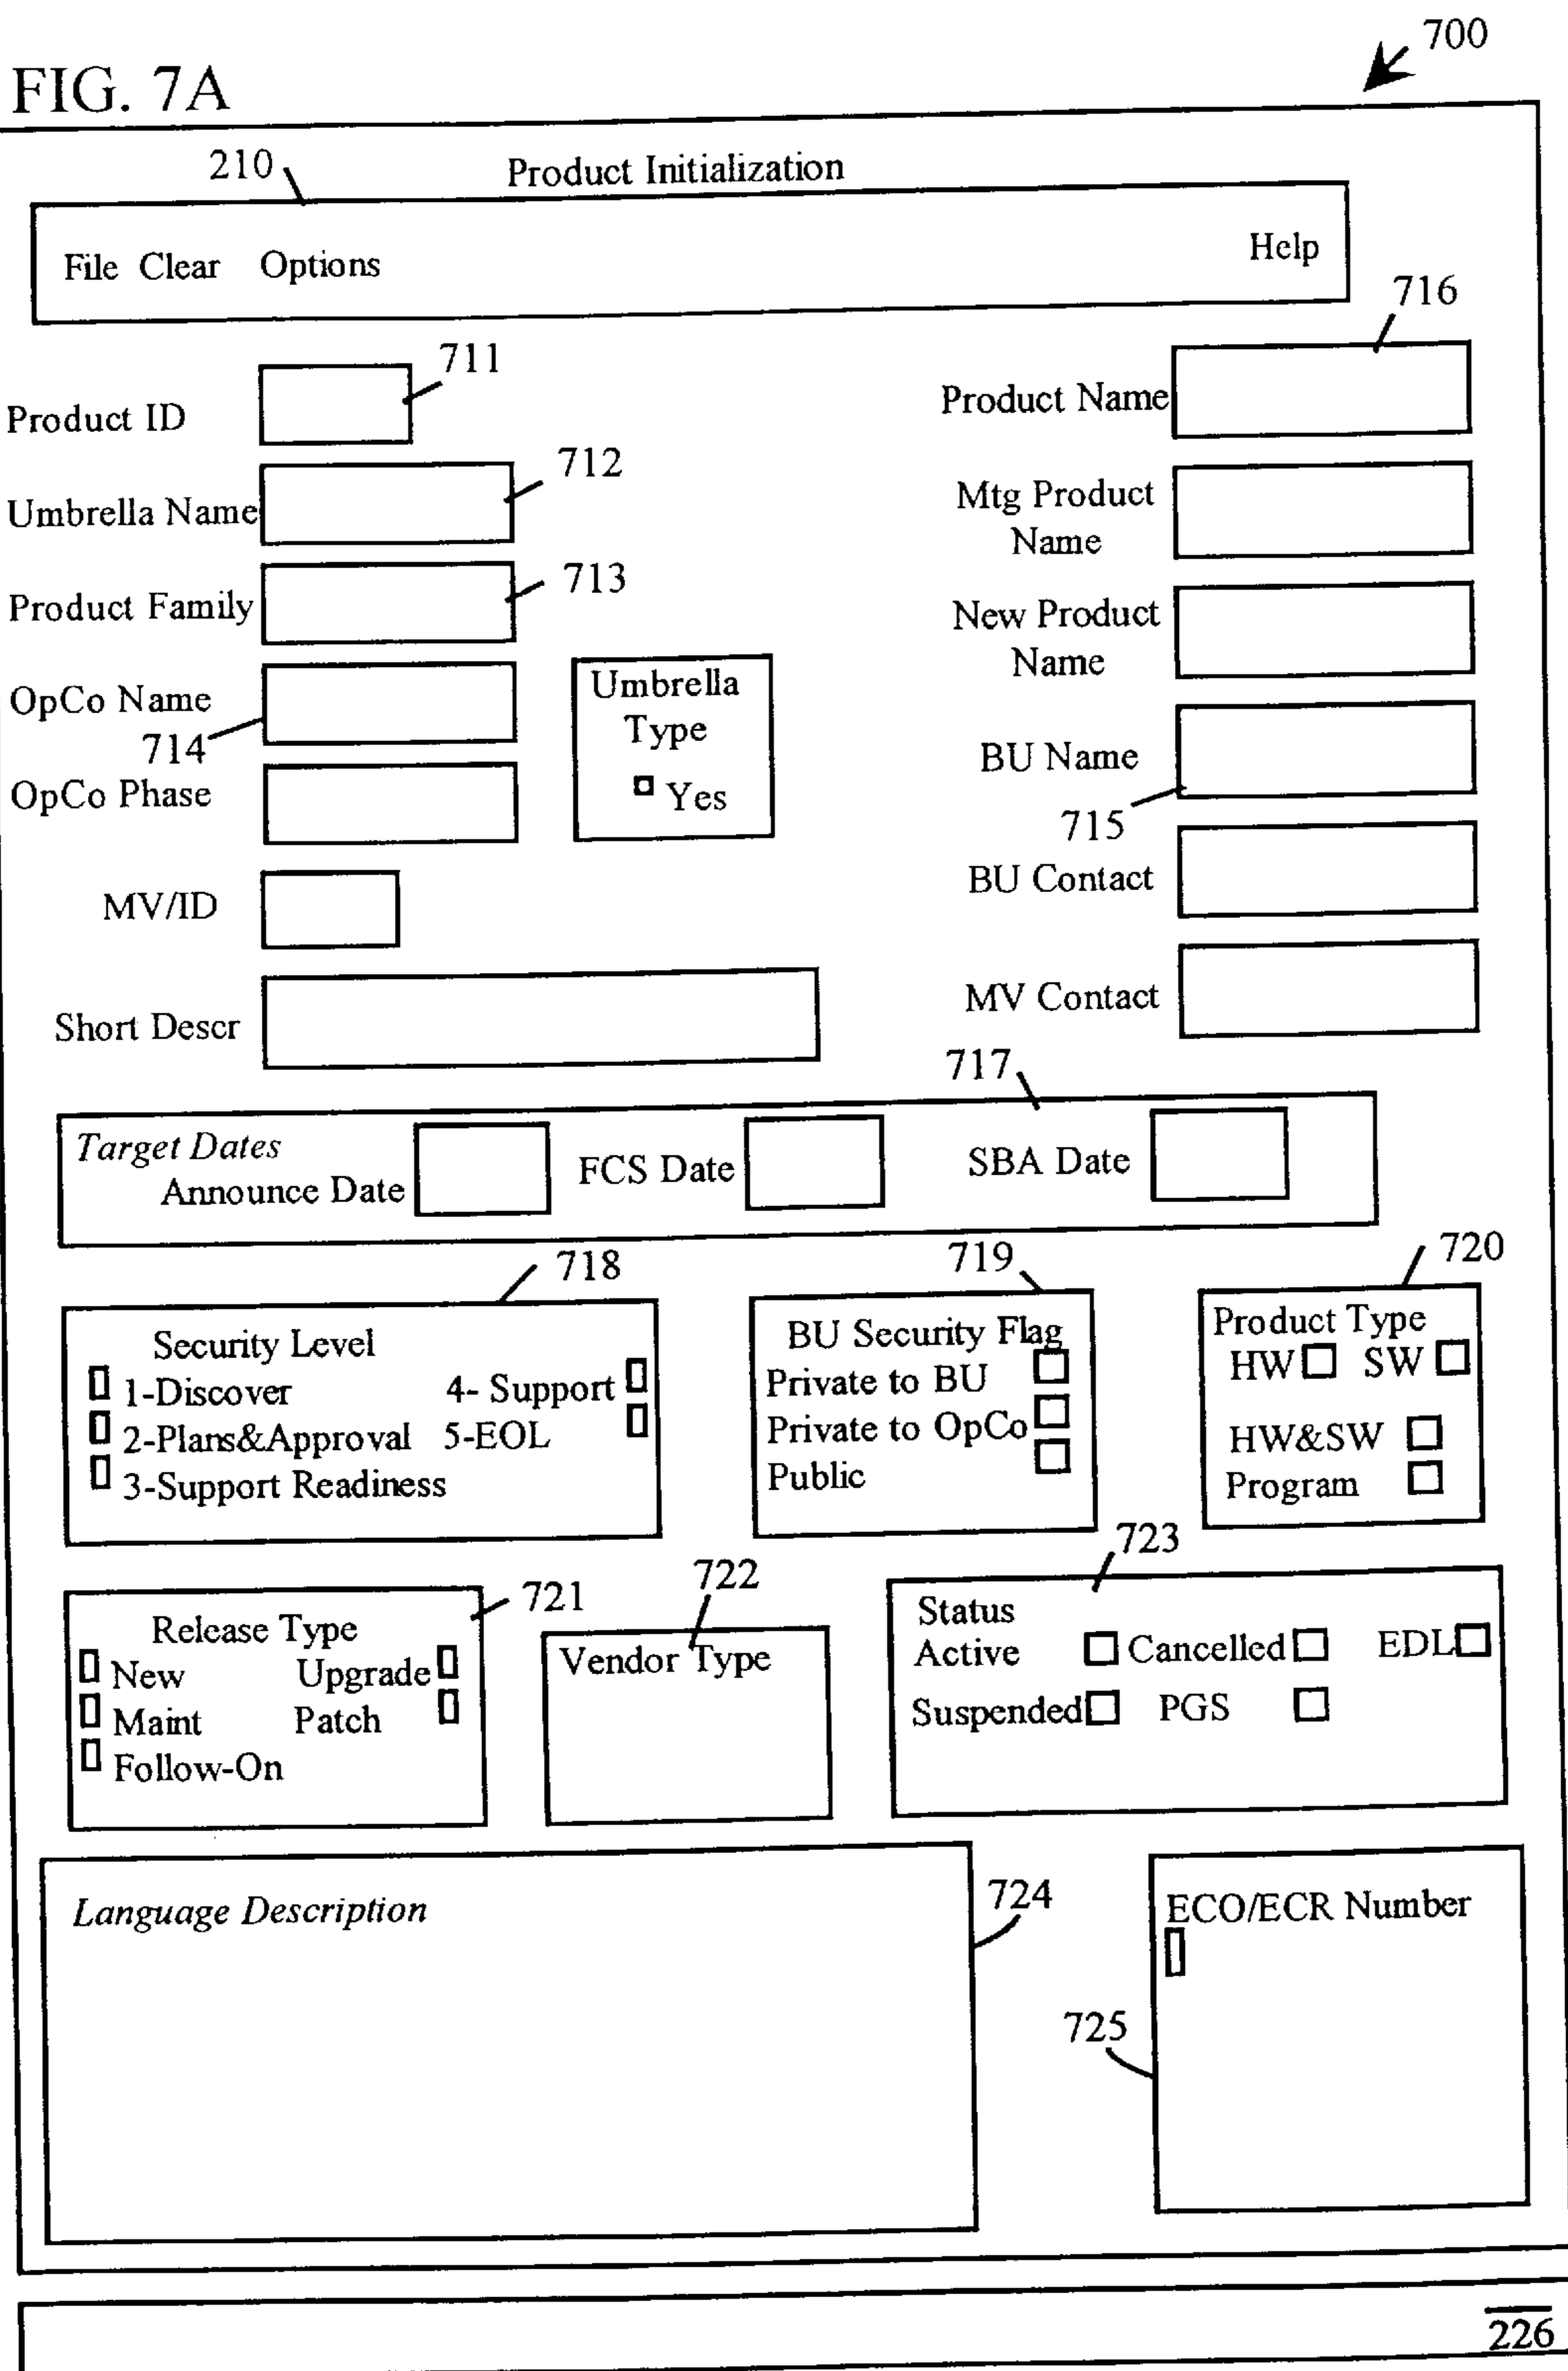 700
FIG. 7A
210
Product Initialization
File Clear Options Help
716
711
Product ID
Product Name
712
Umbrella Name
Mtg Product
Name
713
Product Family
New Product
Name
OpCo Name
714
Umbrella
Type
Yes
BU Name
715
OpCo Phase
BU Contact
MV/ID
MV Contact
Short Descr
717
Target Dates
Announce Date FCS Date SBA Date
718
719
720
Security Level
1-Discover 4- Support
2-Plans&Approval 5-EOL
3-Support Readiness
BU Security Flag
Private to BU
Private to OpCo
Public
Product Type
HW SW
HW&SW
Program
721
722
723
Release Type
New Upgrade
Maint Patch
Follow-On
Vendor Type
Status
Active Cancelled EDL
Suspended PGS
Language Description
724
ECO/ECR Number
725
226